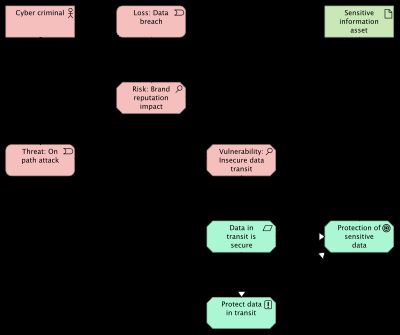 Cyber criminal
Loss: Data
breach
Sensitive
information
asset
Risk: Brand
reputation
impact
Threat: On
path attack
Vulnerability:
Insecure data
transit
Data in
transit is
secure
Protection of
sensitive
data
Protect data
in transit